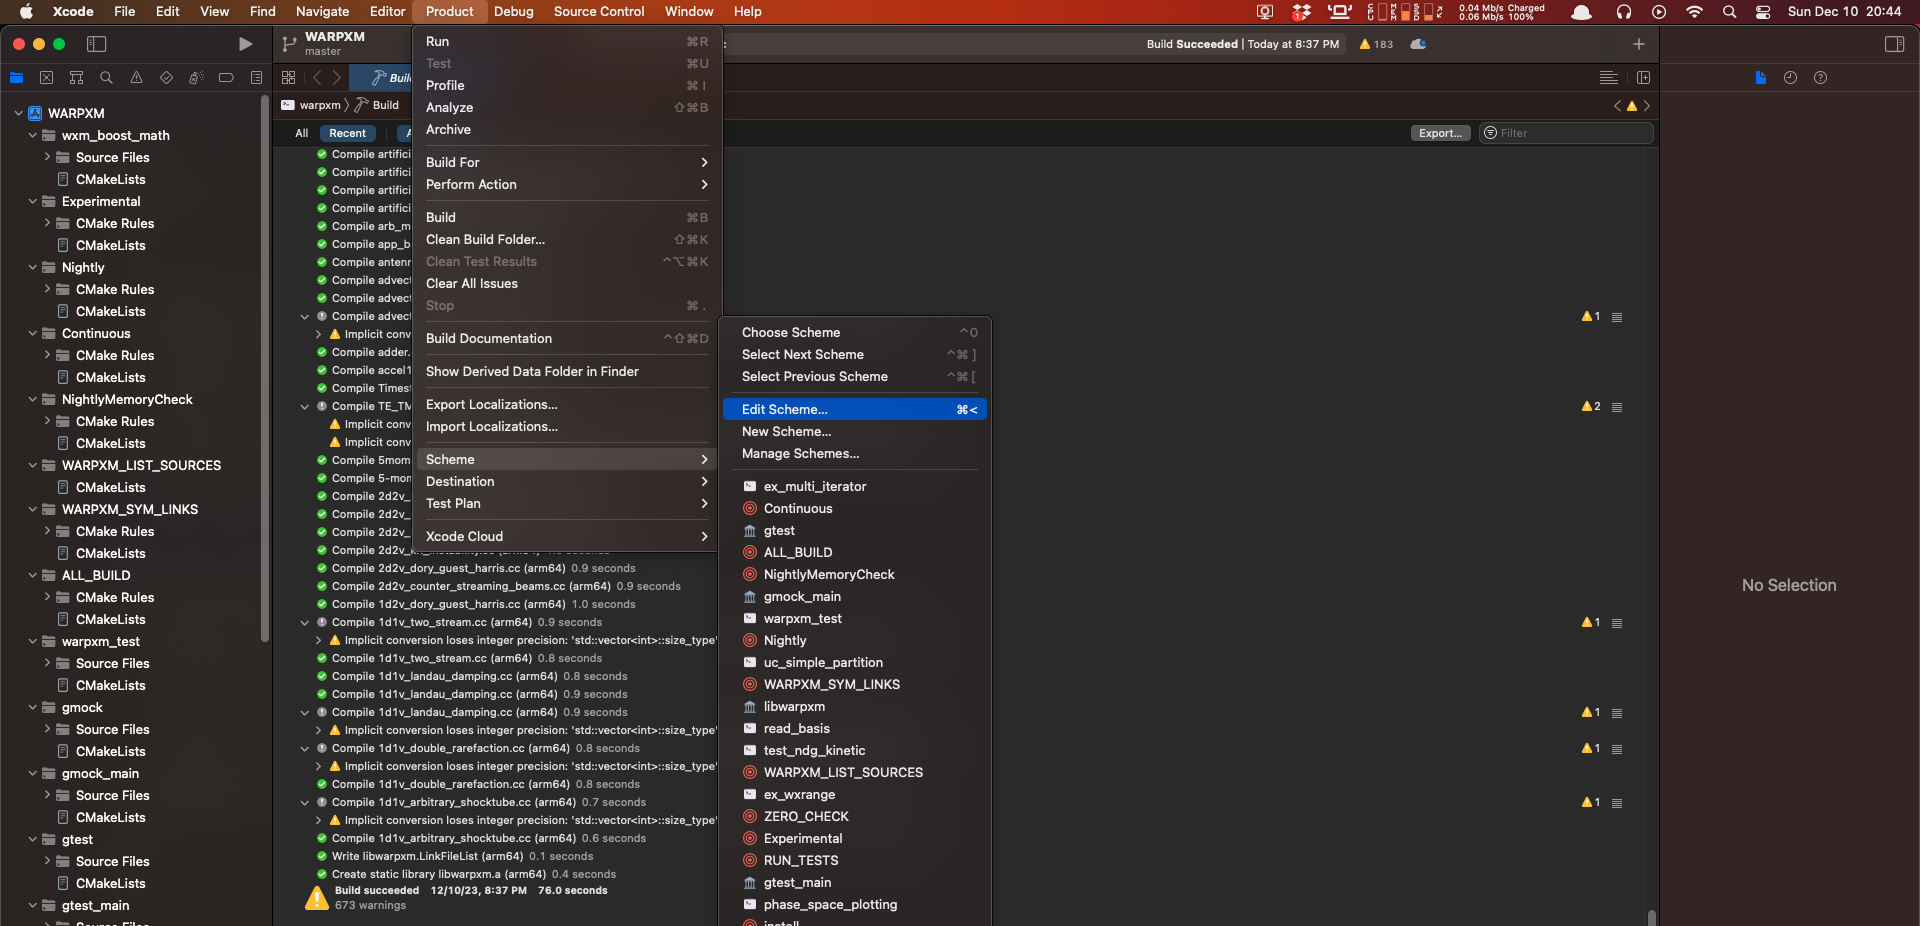 Xcode File Edit View Find Navigate Editor Product Debug Source Control Window Help
0.04 Mb/s Charged
0.06 Mb/s 100%
Sun Dec 10 20:44
WARPXM
master
Build Succeeded | Today at 8:37 PM
183
Build
warpxm
Build
All
Recent
Export...
Filter
WARPXM
wxm_boost_math
Source Files
CMakeLists
Experimental
CMake Rules
CMakeLists
Nightly
CMake Rules
CMakeLists
Continuous
CMake Rules
CMakeLists
NightlyMemoryCheck
CMake Rules
CMakeLists
WARPXM_LIST_SOURCES
CMakeLists
WARPXM_SYM_LINKS
CMake Rules
CMakeLists
ALL_BUILD
CMake Rules
CMakeLists
warpxm_test
Source Files
CMakeLists
gmock
Source Files
CMakeLists
gmock_main
Source Files
CMakeLists
gtest
Source Files
CMakeLists
gtest_main
Compile artifici
Compile artifici
Compile artifici
Compile artifici
Compile arb_m
Compile app_b
Compile antenr
Compile advect
Compile advect
Compile advect
1
Implicit conv
Compile adder.
Compile accel1
Compile Timest
Compile TE_TM
2
Implicit conv
Implicit conv
Compile 5mom
Compile 5-mon
Compile 2d2v_
Compile 2d2v_
Compile 2d2v_
Compile 2d2v_
Compile 2d2v_dory_guest_harris.cc (arm64) 0.9 seconds
Compile 2d2v_counter_streaming_beams.cc (arm64) 0.9 seconds
Compile 1d2v_dory_guest_harris.cc (arm64) 1.0 seconds
Compile 1d1v_two_stream.cc (arm64) 0.9 seconds
1
Implicit conversion loses integer precision: 'std::vector<int>::size_type'
Compile 1d1v_two_stream.cc (arm64) 0.8 seconds
Compile 1d1v_landau_damping.cc (arm64) 0.8 seconds
Compile 1d1v_landau_damping.cc (arm64) 0.9 seconds
Compile 1d1v_landau_damping.cc (arm64) 0.9 seconds
1
Implicit conversion loses integer precision: 'std::vector<int>::size_type'
Compile 1d1v_double_rarefaction.cc (arm64) 0.8 seconds
1
Implicit conversion loses integer precision: 'std::vector<int>::size_type'
Compile 1d1v_double_rarefaction.cc (arm64) 0.8 seconds
Compile 1d1v_arbitrary_shocktube.cc (arm64) 0.7 seconds
1
Implicit conversion loses integer precision: 'std::vector<int>::size_type'
Compile 1d1v_arbitrary_shocktube.cc (arm64) 0.6 seconds
Write libwarpxm.LinkFileList (arm64) 0.1 seconds
Create static library libwarpxm.a (arm64) 0.4 seconds
Build succeeded 12/10/23, 8:37 PM 76.0 seconds
673 warnings
Run ⌘R
Test ⌘U
Profile ⌘I
Analyze ⇧⌘B
Archive
Build For
Perform Action
Build ⌘B
Clean Build Folder... ⇧⌘K
Clean Test Results ^⌥⌘K
Clear All Issues
Stop ⌘.
Build Documentation ^⇧⌘D
Show Derived Data Folder in Finder
Export Localizations...
Import Localizations...
Scheme
Destination
Test Plan
Xcode Cloud
Choose Scheme ^0
Select Next Scheme ^⌘]
Select Previous Scheme ^⌘[
Edit Scheme... ⌘<
New Scheme...
Manage Schemes...
ex_multi_iterator
Continuous
gtest
ALL_BUILD
NightlyMemoryCheck
gmock_main
warpxm_test
Nightly
uc_simple_partition
WARPXM_SYM_LINKS
libwarpxm
read_basis
test_ndg_kinetic
WARPXM_LIST_SOURCES
ex_wxrange
ZERO_CHECK
Experimental
RUN_TESTS
gtest_main
phase_space_plotting
install
No Selection